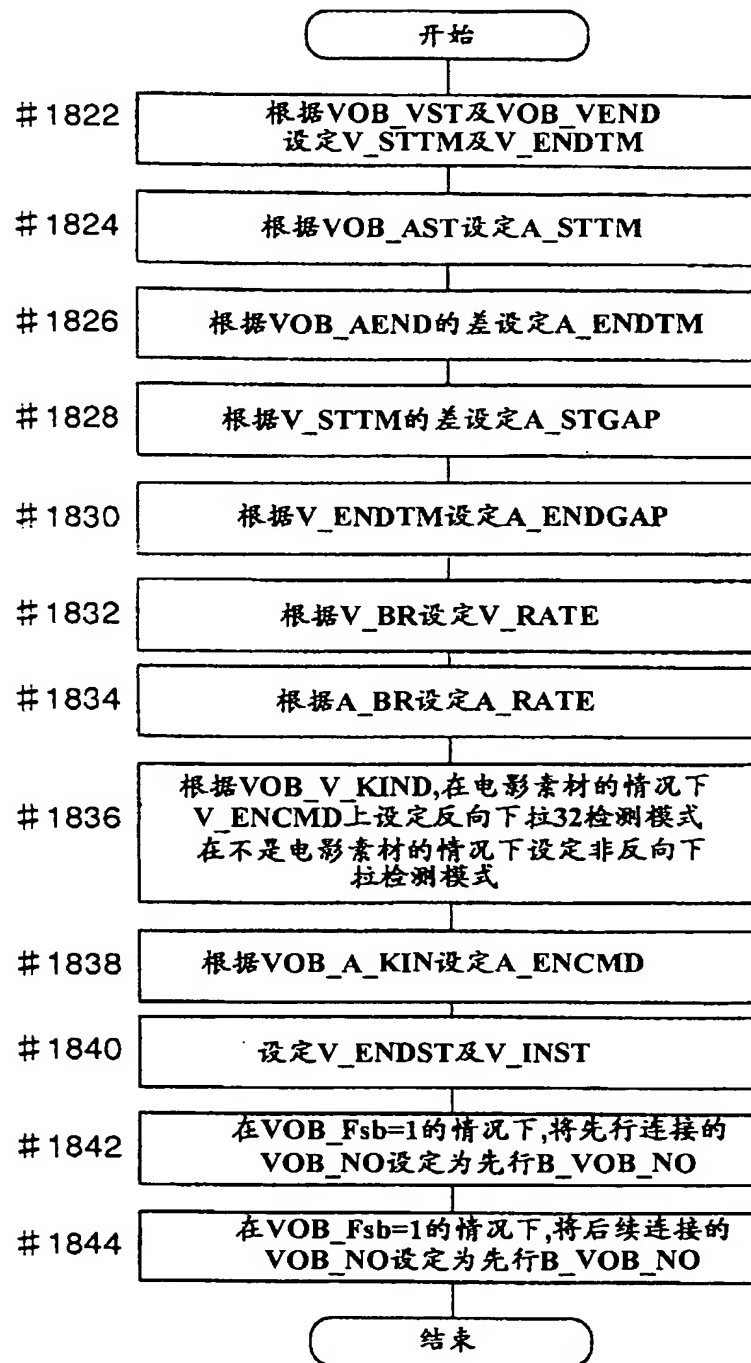 开始
#1822
根据VOB_VST及VOB_VEND
设定V_STTM及V_ENDTM
#1824
根据VOB_AST设定A_STTM
#1826
根据VOB_AEND的差设定A_ENDTM
#1828
根据V_STTM的差设定A_STGAP
#1830
根据V_ENDTM设定A_ENDGAP
#1832
根据V_BR设定V_RATE
#1834
根据A_BR设定A_RATE
#1836
根据VOB_V_KIND,在电影素材的情况下
V_ENCMD上设定反向下拉32检测模式
在不是电影素材的情况下设定非反向下
拉检测模式
#1838
根据VOB_A_KIN设定A_ENCMD
#1840
设定V_ENDST及V_INST
#1842
在VOB_Fsb=1的情况下,将先行连接的
VOB_NO设定为先行B_VOB_NO
#1844
在VOB_Fsb=1的情况下,将后续连接的
VOB_NO设定为先行B_VOB_NO
结束